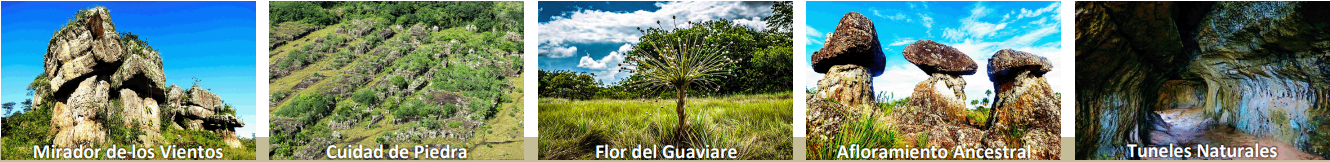 Mirador de los Vientos
Cuidad de Piedra
Flor del Guaviare
Afloramiento Ancestral
Tuneles Naturales